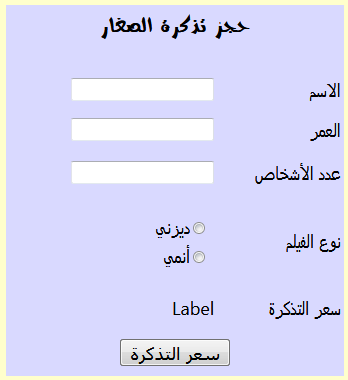 حجز تذكرة الصغار
الاسم
العمر
عدد الأشخاص
نوع الفيلم
ديزني
أنمي
سعر التذكرة Label
سعر التذكرة